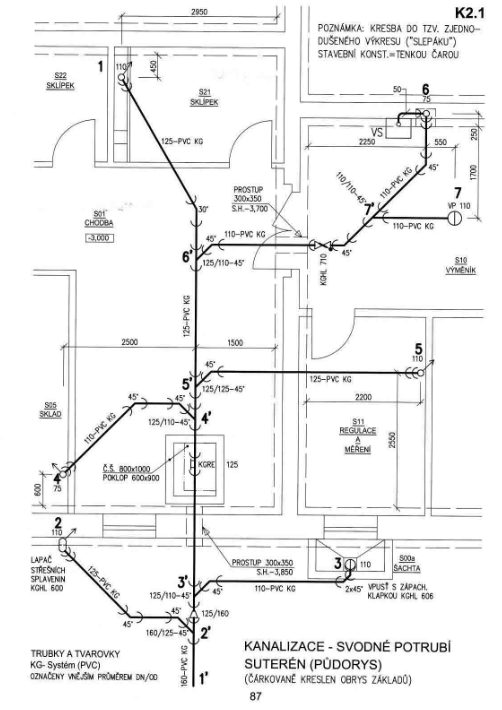 K2.1
POZNÁMKA: KRESBA DO TZV. ZJEDNO-
DUŠENÉHO VÝKRESU ("SLEPÁKU")
STAVEBNÍ KONST.=TENKOU ČAROU
2950
1
110
450
S22
SKLÍPEK
S21
SKLÍPEK
125-PVC KG
50
6
75
VS
250
2250
550
1700
45°
110/110-45°
110-PVC KG
7
VP 110
7'
110-PVC KG
PROSTUP
300x350
S.H.-3,700
30°
S01
CHODBA
-3,000
45°
110-PVC KG
45°
6'
125/110-45°
KGHL 710
S10
VÝMĚNÍK
125-PVC KG
2500
1500
5
110
45°
5'
125/125-45°
125-PVC KG
2200
S05
SKLAD
45°
45°
4'
125/110-45°
110-PVC KG
S11
REGULACE
A
MĚŘENÍ
2550
Č.Š. 800x1000
POKLOP 600x900
KGRE
125
4
75
600
2
110
LAPAČ
STŘEŠNÍCH
SPLAVENIN
KGHL 600
125-PVC KG
PROSTUP 300x350
S.H.-3,850
3
110
S00a
ŠACHTA
3'
45°
125/110-45°
110-PVC KG
2x45°
VPUSŤ S ZÁPACH.
KLAPKOU KGHL 606
125/160
45°
45°
160/125-45°
2'
160-PVC KG
1'
TRUBKY A TVAROVKY
KG- Systém (PVC)
OZNAČENY VNĚJŠÍM PRŮMĚREM DN/OD
KANALIZACE - SVODNÉ POTRUBÍ
SUTERÉN (PŮDORYS)
(ČÁRKOVANĚ KRESLEN OBRYS ZÁKLADŮ)
87